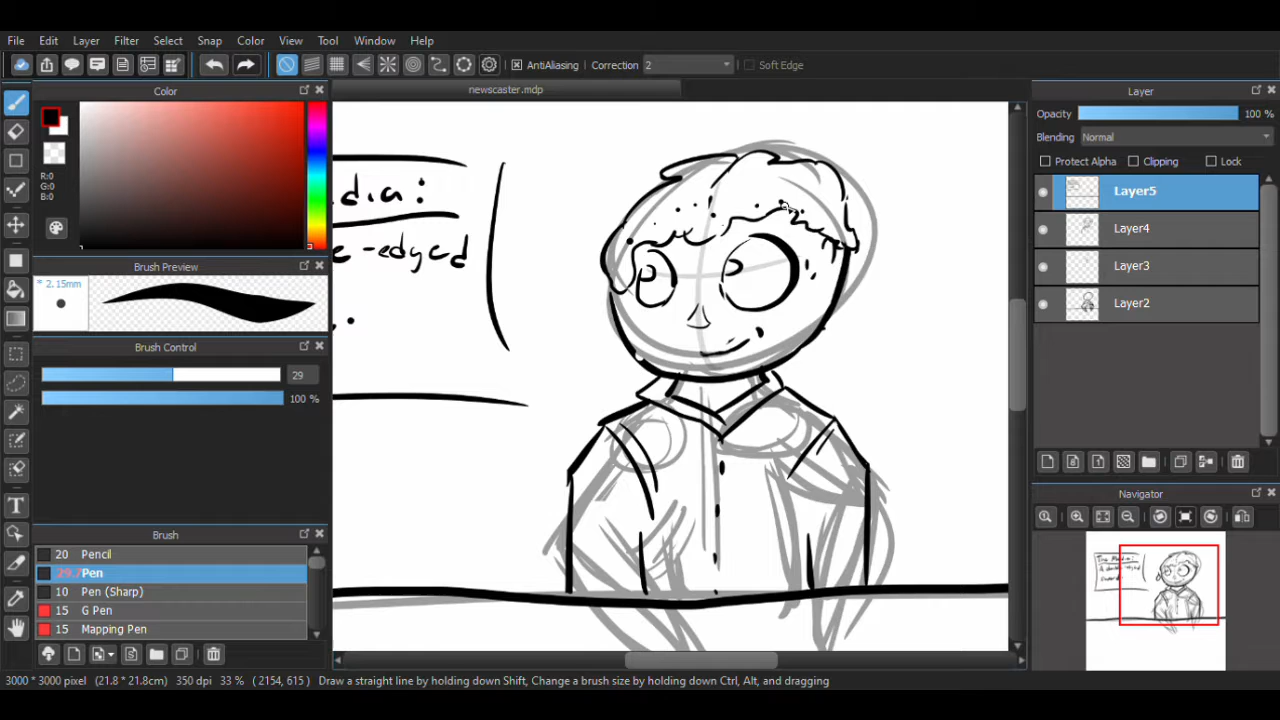 File Edit Layer Filter Select Snap Color View Tool Window Help
AntiAliasing Correction 2 Soft Edge
Color
newscaster.mdp
R:0
G:0
B:0
Brush Preview
* 2.15mm
Brush Control
29
100 %
Brush
20 Pencil
29.7 Pen
10 Pen (Sharp)
15 G Pen
15 Mapping Pen
dia:
e-edged
Layer
Opacity 100 %
Blending Normal
Protect Alpha Clipping Lock
Layer5
Layer4
Layer3
Layer2
Navigator
3000 * 3000 pixel (21.8 * 21.8cm) 350 dpi 33 % ( 2154, 615 ) Draw a straight line by holding down Shift, Change a brush size by holding down Ctrl, Alt, and dragging